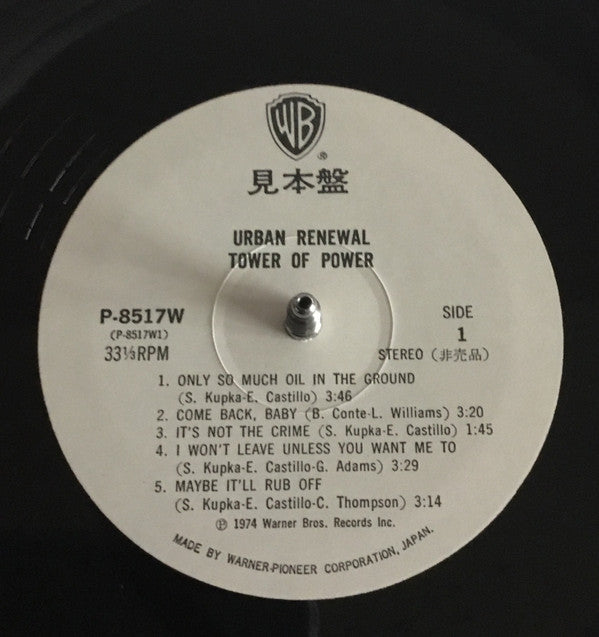 WB
®
見本盤
URBAN RENEWAL
TOWER OF POWER
P-8517W
(P-8517W1)
33⅓RPM
SIDE
1
STEREO (非売品)
1. ONLY SO MUCH OIL IN THE GROUND
(S. Kupka-E. Castillo) 3:46
2. COME BACK, BABY (B. Conte-L. Williams) 3:20
3. IT'S NOT THE CRIME (S. Kupka-E. Castillo) 1:45
4. I WON'T LEAVE UNLESS YOU WANT ME TO
(S. Kupka-E. Castillo-G. Adams) 3:29
5. MAYBE IT'LL RUB OFF
(S. Kupka-E. Castillo-C. Thompson) 3:14
Ⓟ 1974 Warner Bros. Records Inc.
MADE BY WARNER-PIONEER CORPORATION, JAPAN.